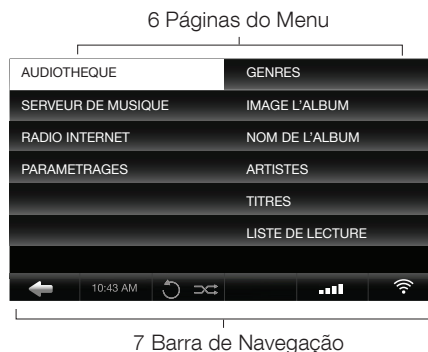 6 Páginas do Menu
AUDIOTHEQUE
SERVEUR DE MUSIQUE
RADIO INTERNET
PARAMETRAGES
GENRES
IMAGE L'ALBUM
NOM DE L'ALBUM
ARTISTES
TITRES
LISTE DE LECTURE
10:43 AM
7 Barra de Navegação